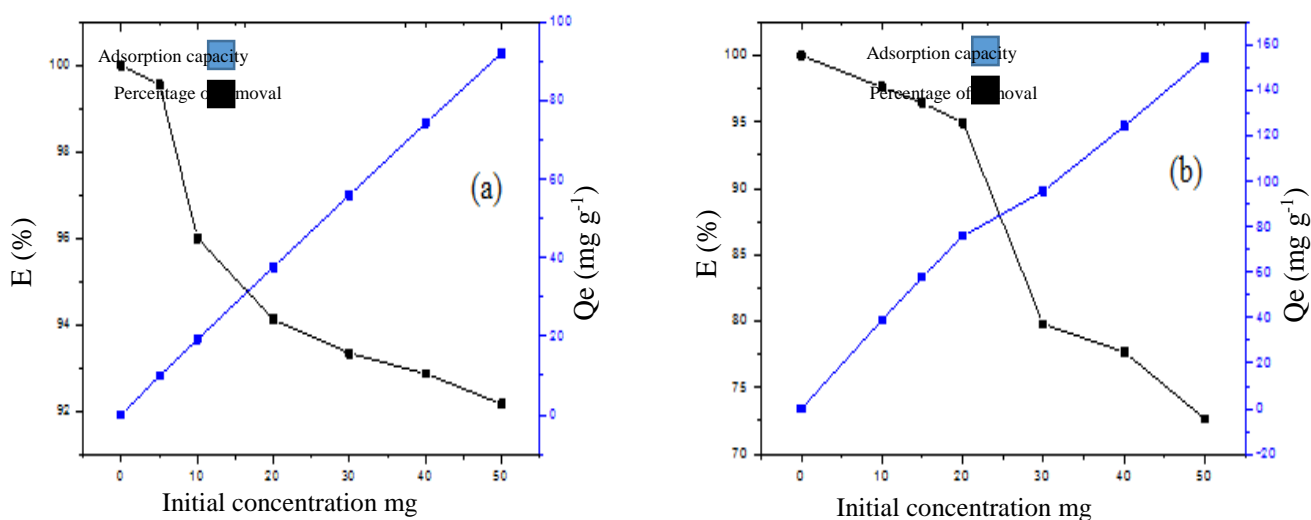 Adsorption capacity
Percentage of removal
(a)
E (%)
100
98
96
94
92
100
80
60
40
20
0
Qe (mg g-1)
0 10 20 30 40 50
Initial concentration mg
Adsorption capacity
Percentage of removal
(b)
E (%)
100
95
90
85
80
75
70
160
140
120
100
80
60
40
20
0
-20
Qe (mg g-1)
0 10 20 30 40 50
Initial concentration mg